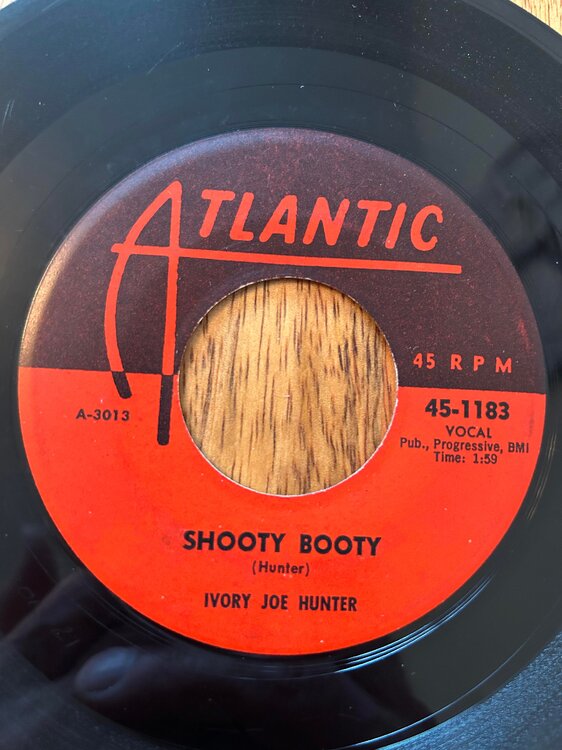 ATLANTIC
45 RPM
A-3013
45-1183
VOCAL
Pub., Progressive, BMI
Time: 1:59
SHOOTY BOOTY
(Hunter)
IVORY JOE HUNTER